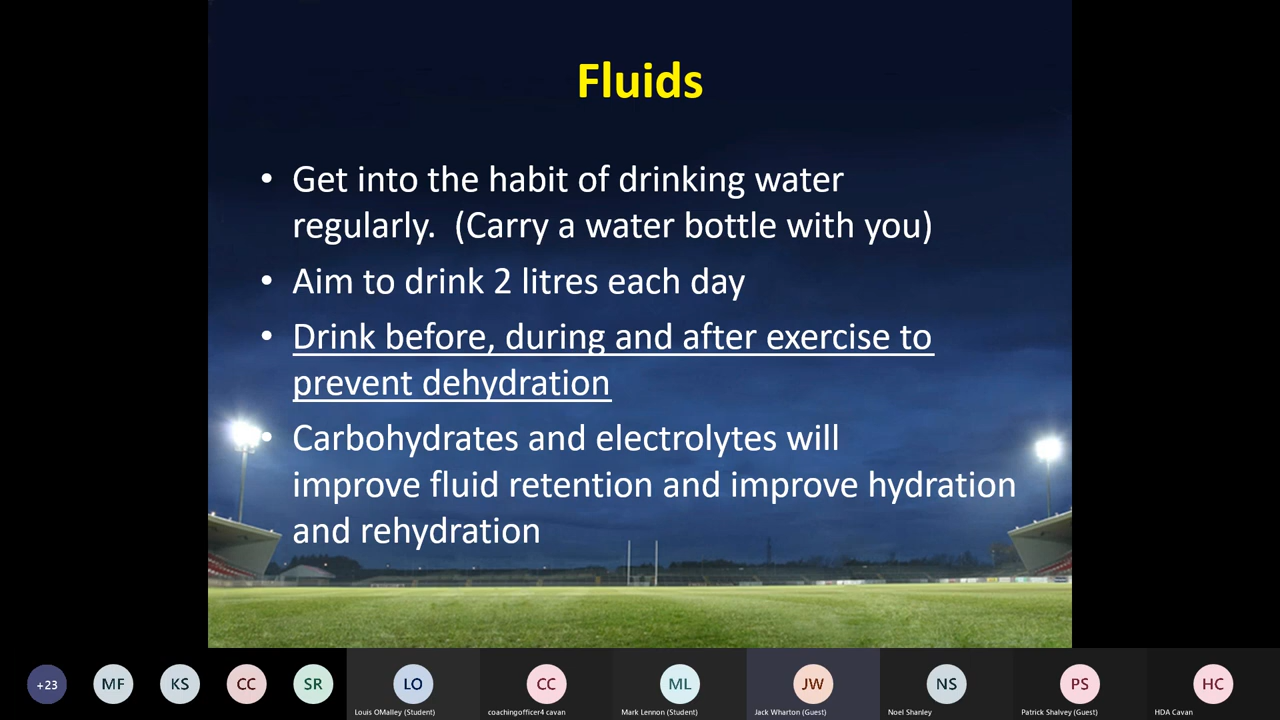 Fluids
• Get into the habit of drinking water
regularly.  (Carry a water bottle with you)
• Aim to drink 2 litres each day
• Drink before, during and after exercise to
prevent dehydration
• Carbohydrates and electrolytes will
improve fluid retention and improve hydration
and rehydration
+23 MF KS CC SR LO CC ML JW NS PS HC
Louis OMalley (Student) coachingofficer4 cavan Mark Lennon (Student) Jack Wharton (Guest) Noel Shanley Patrick Shalvey (Guest) HDA Cavan